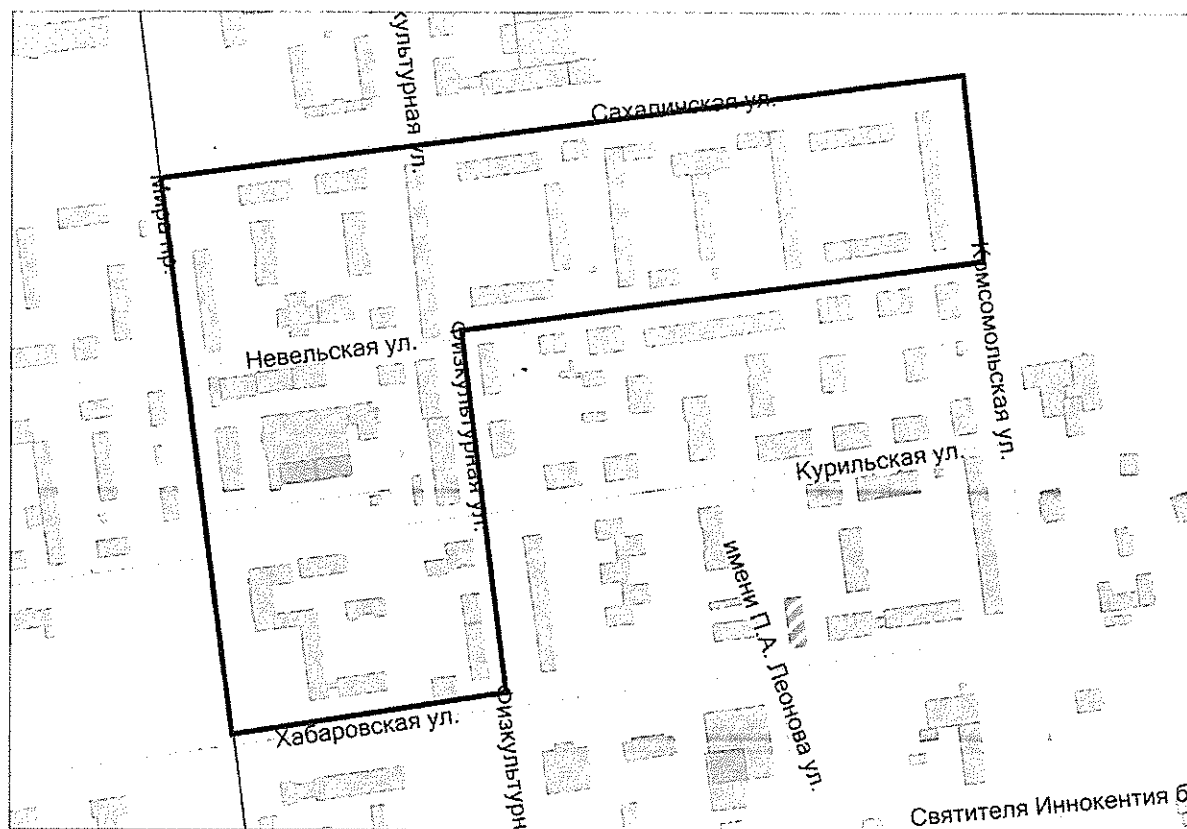 культурная ул.
Сахалинская ул.
Мира пр.
Комсомольская ул.
Невельская ул.
Физкультурная ул.
Курильская ул.
имени П.А. Леонова ул.
Хабаровская ул.
Физкультурн
Святителя Иннокентия б